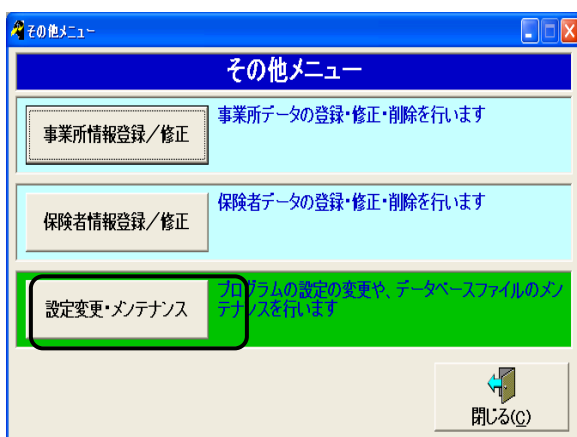 その他メニュー
その他メニュー
事業所情報登録／修正
事業所データの登録・修正・削除を行います
保険者情報登録／修正
保険者データの登録・修正・削除を行います
設定変更・メンテナンス
プログラムの設定の変更や、データベースファイルのメン
テナンスを行います
閉じる(C)